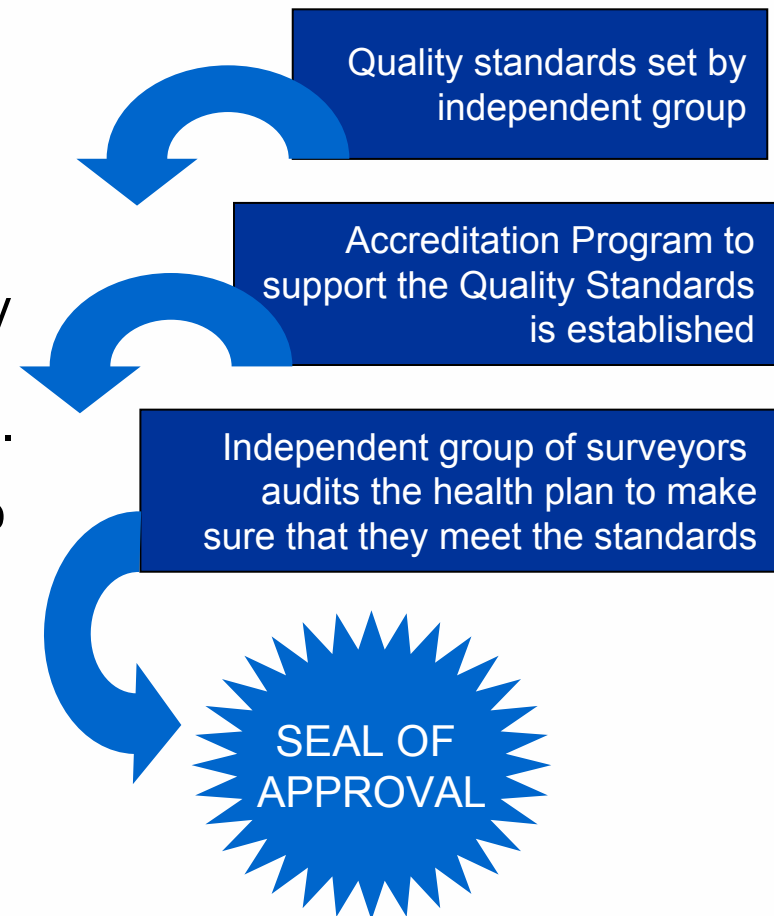 Quality standards set by
independent group
Accreditation Program to
support the Quality Standards
is established
y
.
Independent group of surveyors
audits the health plan to make
sure that they meet the standards
SEAL OF
APPROVAL